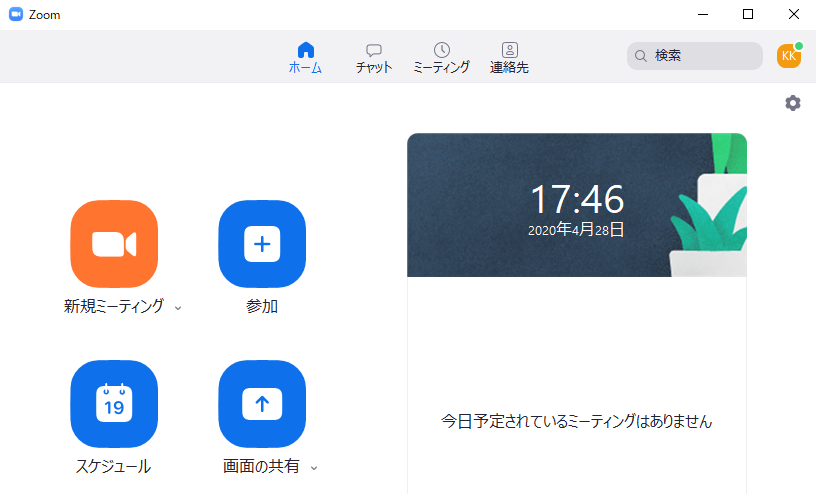 Zoom
ホーム
チャット
ミーティング
連絡先
検索
KK
17:46
2020年4月28日
新規ミーティング
参加
19
スケジュール
画面の共有
今日予定されているミーティングはありません